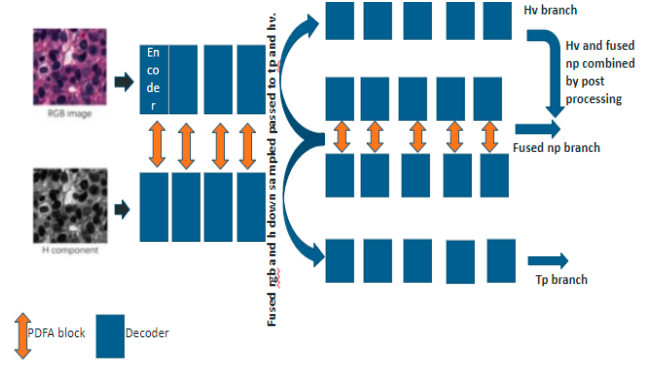 RGB image
H component
En
co
de
r
Fused rgb and h down sampled passed to tp and hv.
Hv branch
Hv and fused
np combined
by post
processing
Fused np branch
Tp branch
PDFA block
Decoder